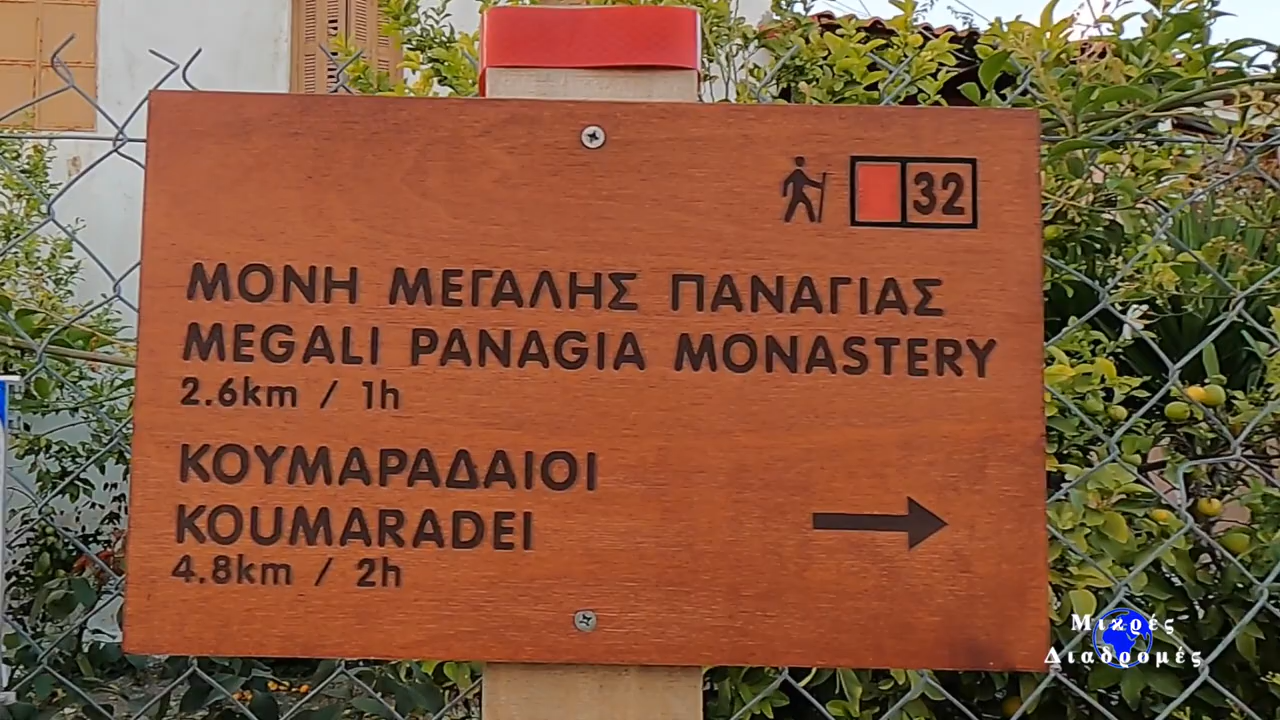 32
ΜΟΝΗ ΜΕΓΑΛΗΣ ΠΑΝΑΓΙΑΣ
MEGALI PANAGIA MONASTERY
2.6km / 1h
ΚΟΥΜΑΡΑΔΑΙΟΙ
KOUMARADEI
4.8km / 2h
Μικρές
Διαδρομές